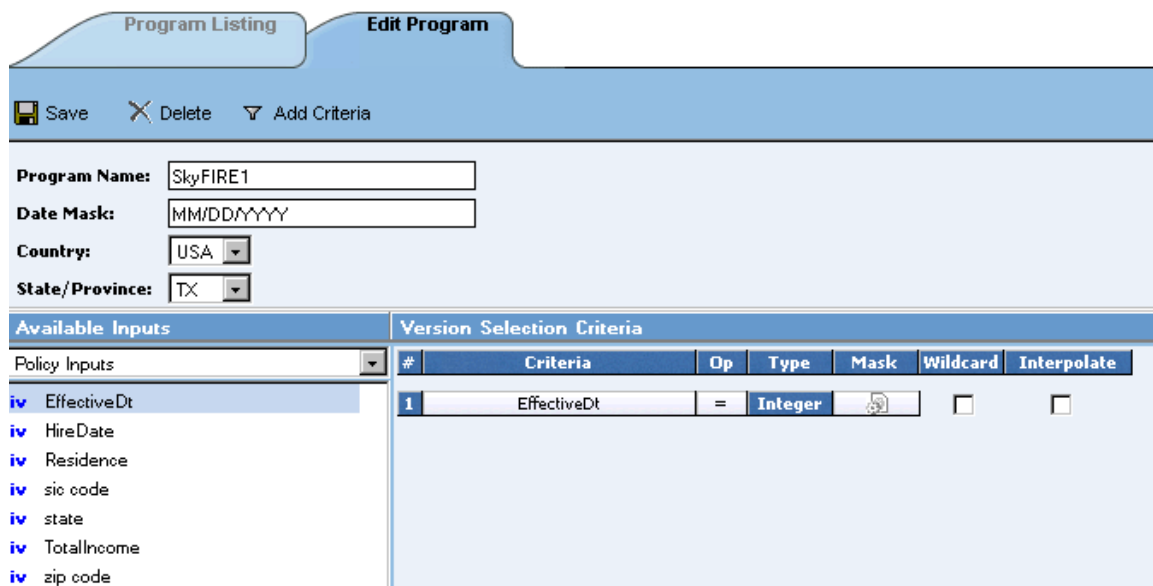 Program Listing Edit Program
Save Delete Add Criteria
Program Name: SkyFIRE1
Date Mask: MM/DD/YYYY
Country: USA
State/Province: TX
Available Inputs Version Selection Criteria
Policy Inputs # Criteria Op Type Mask Wildcard Interpolate
iv EffectiveDt 1 EffectiveDt = Integer
iv HireDate
iv Residence
iv sic code
iv state
iv TotalIncome
iv zip code